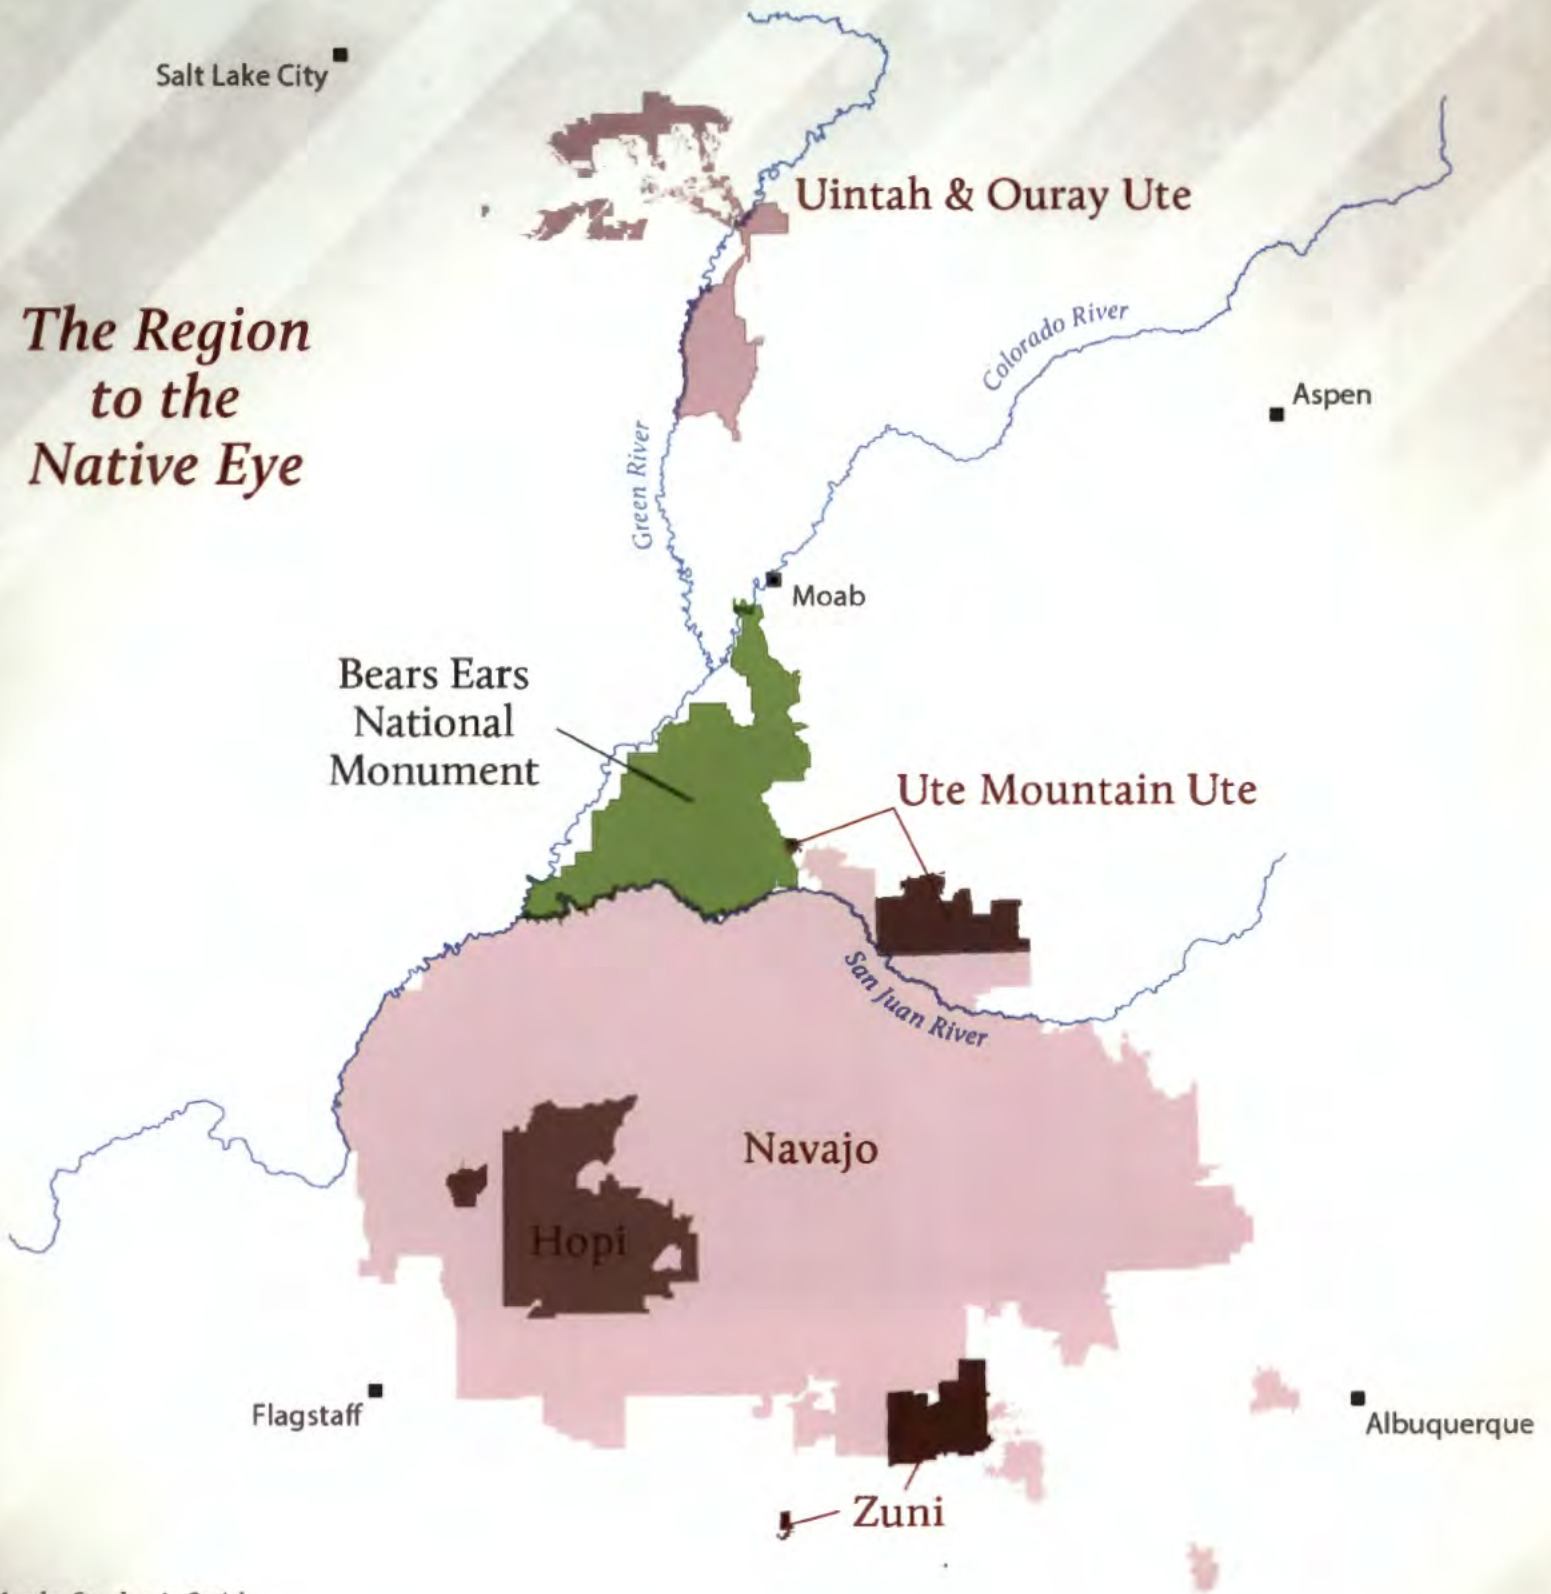 Salt Lake City
Uintah & Ouray Ute
The Region
to the
Native Eye
Colorado River
Aspen
Green River
Moab
Bears Ears
National
Monument
Ute Mountain Ute
San Juan River
Navajo
Hopi
Flagstaff
Albuquerque
Zuni